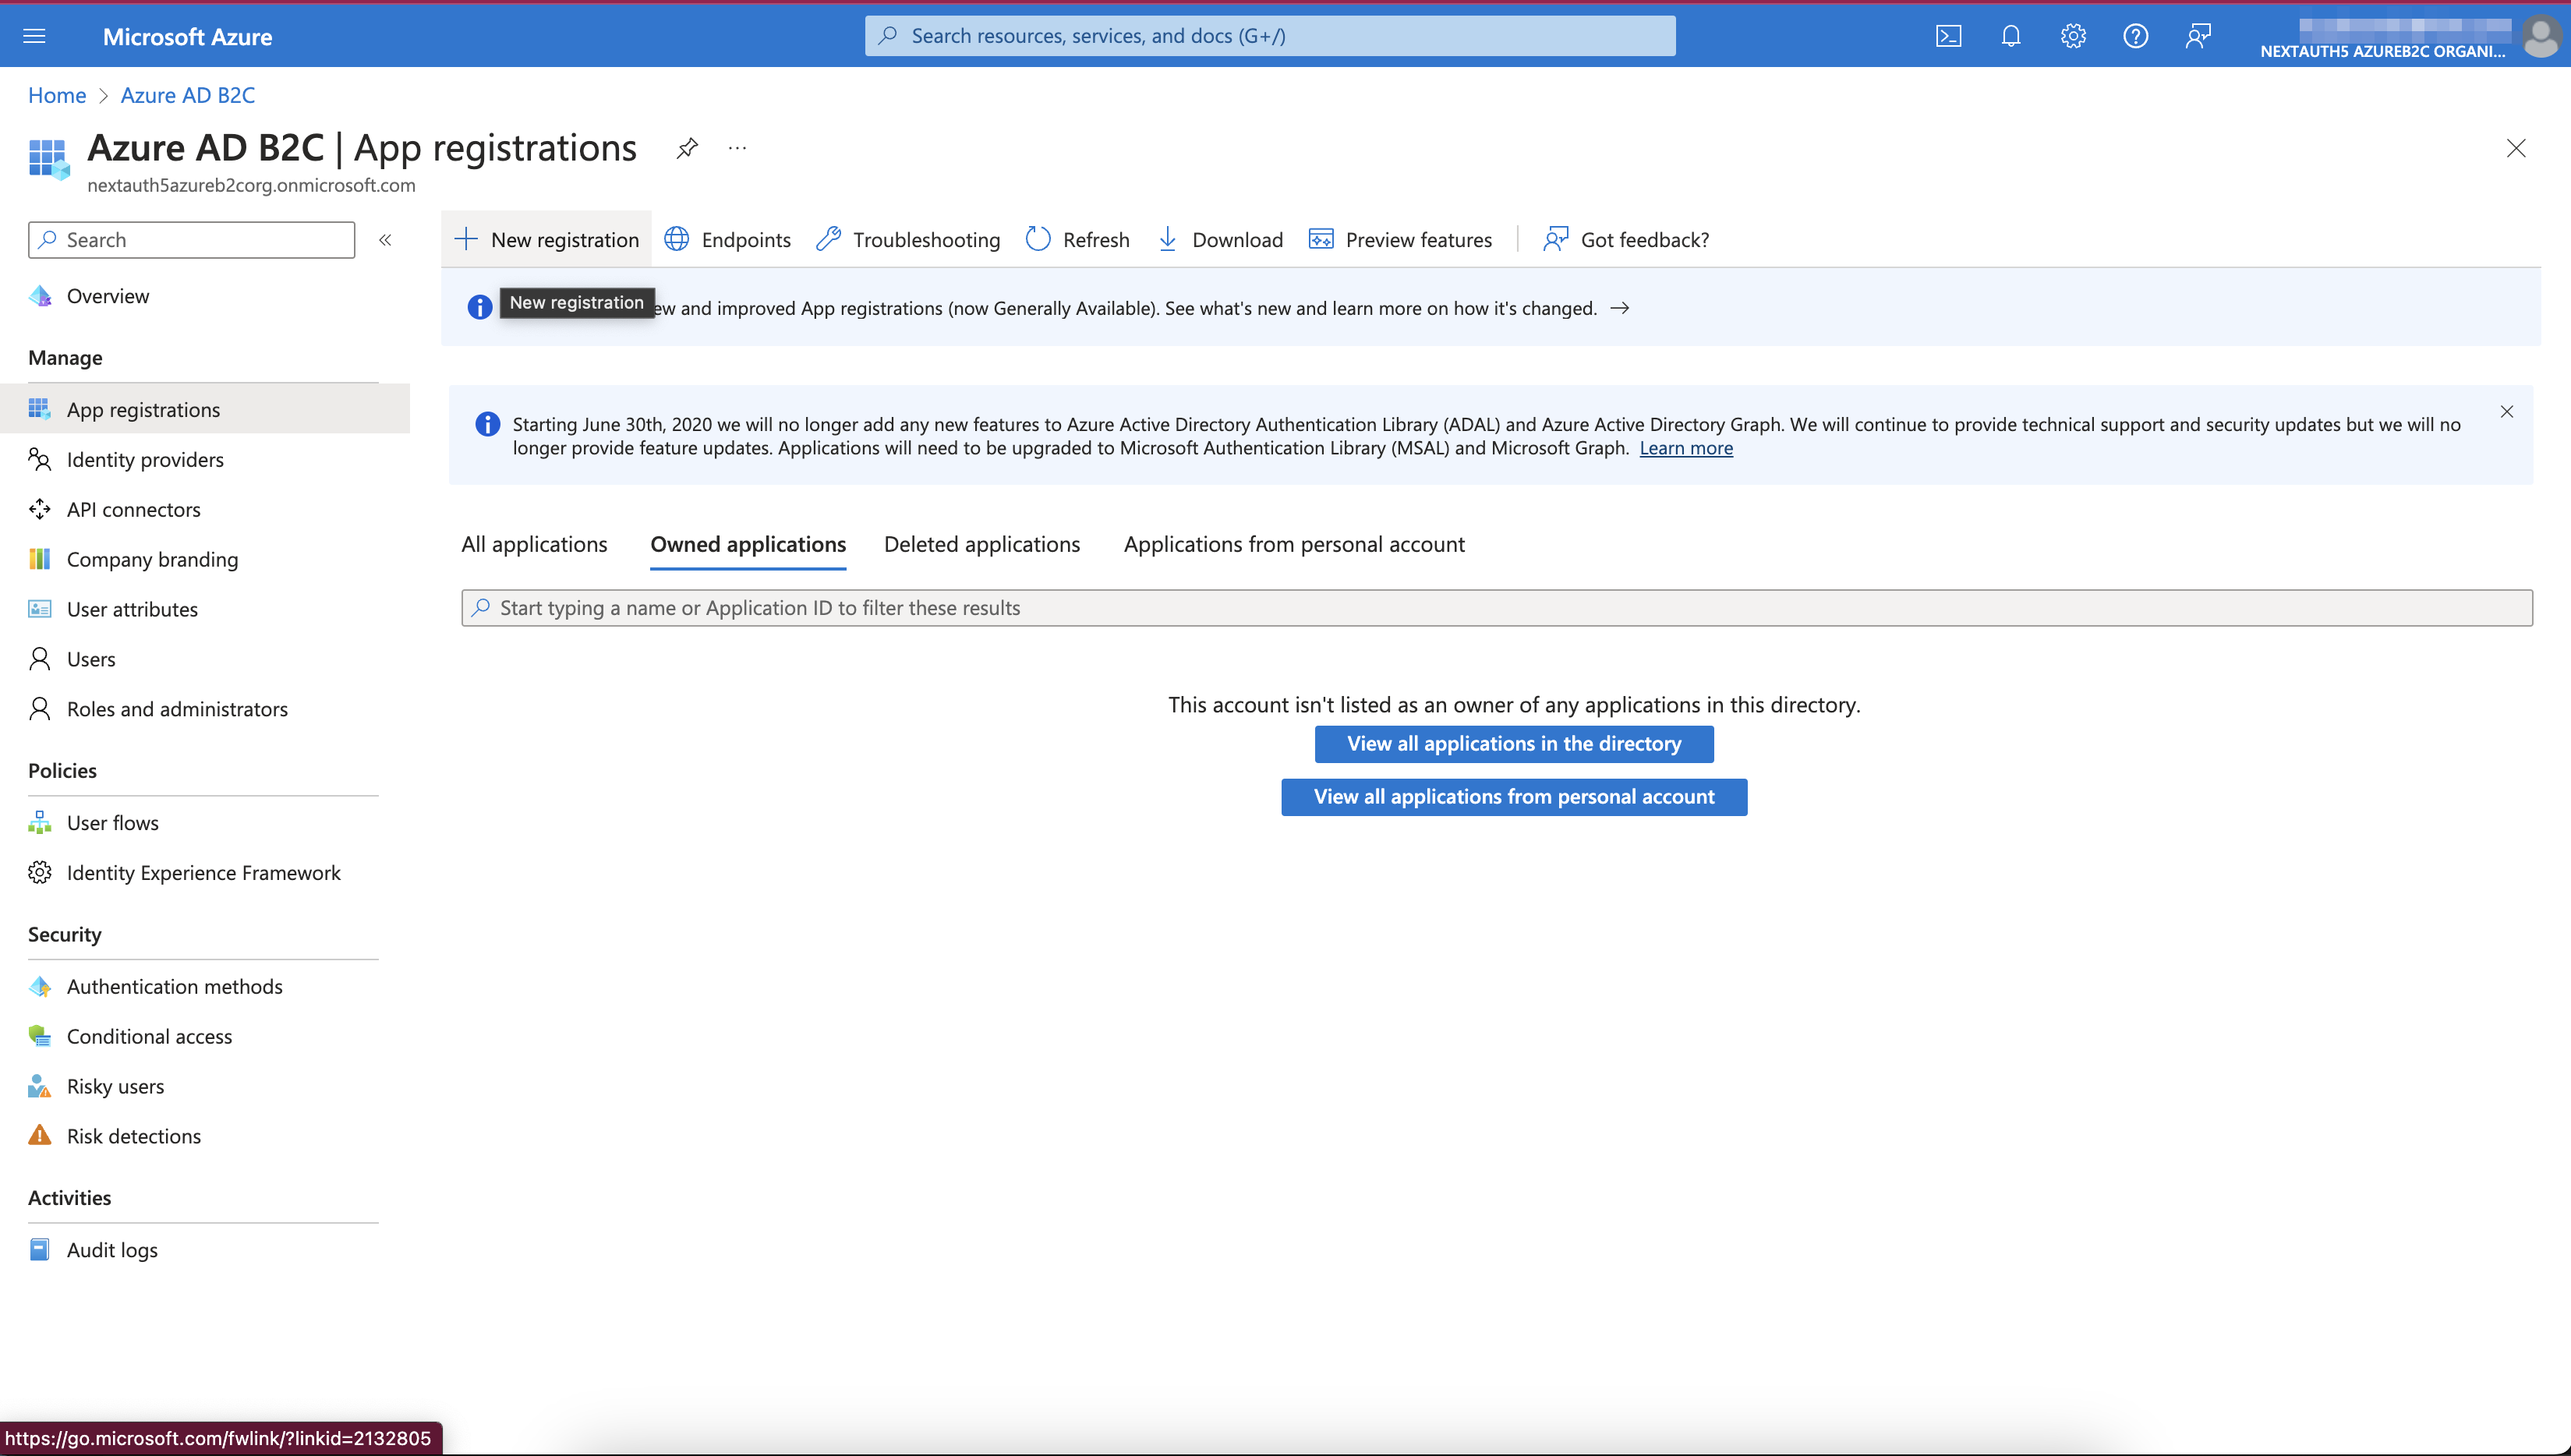 Microsoft Azure
Search resources, services, and docs (G+/)
NEXTAUTH5 AZUREB2C ORGANI...
Home > Azure AD B2C
Azure AD B2C | App registrations
nextauth5azureb2corg.onmicrosoft.com
Search
Overview
Manage
App registrations
Identity providers
API connectors
Company branding
User attributes
Users
Roles and administrators
Policies
User flows
Identity Experience Framework
Security
Authentication methods
Conditional access
Risky users
Risk detections
Activities
Audit logs
New registration
Endpoints
Troubleshooting
Refresh
Download
Preview features
Got feedback?
New registration
and improved App registrations (now Generally Available). See what's new and learn more on how it's changed.
Starting June 30th, 2020 we will no longer add any new features to Azure Active Directory Authentication Library (ADAL) and Azure Active Directory Graph. We will continue to provide technical support and security updates but we will no
longer provide feature updates. Applications will need to be upgraded to Microsoft Authentication Library (MSAL) and Microsoft Graph. Learn more
All applications
Owned applications
Deleted applications
Applications from personal account
Start typing a name or Application ID to filter these results
This account isn't listed as an owner of any applications in this directory.
View all applications in the directory
View all applications from personal account
https://go.microsoft.com/fwlink/?linkid=2132805